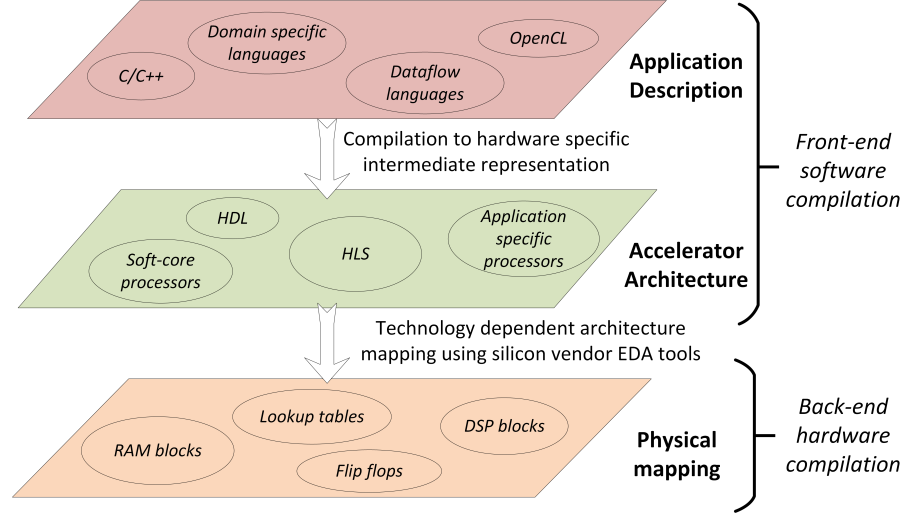 Domain specific
languages
OpenCL
C/C++
Dataflow
languages
Application
Description
Compilation to hardware specific
intermediate representation
Front-end
software
compilation
HDL
Application
specific
processors
HLS
Soft-core
processors
Accelerator
Architecture
Technology dependent architecture
mapping using silicon vendor EDA tools
Lookup tables
DSP blocks
RAM blocks
Flip flops
Physical
mapping
Back-end
hardware
compilation